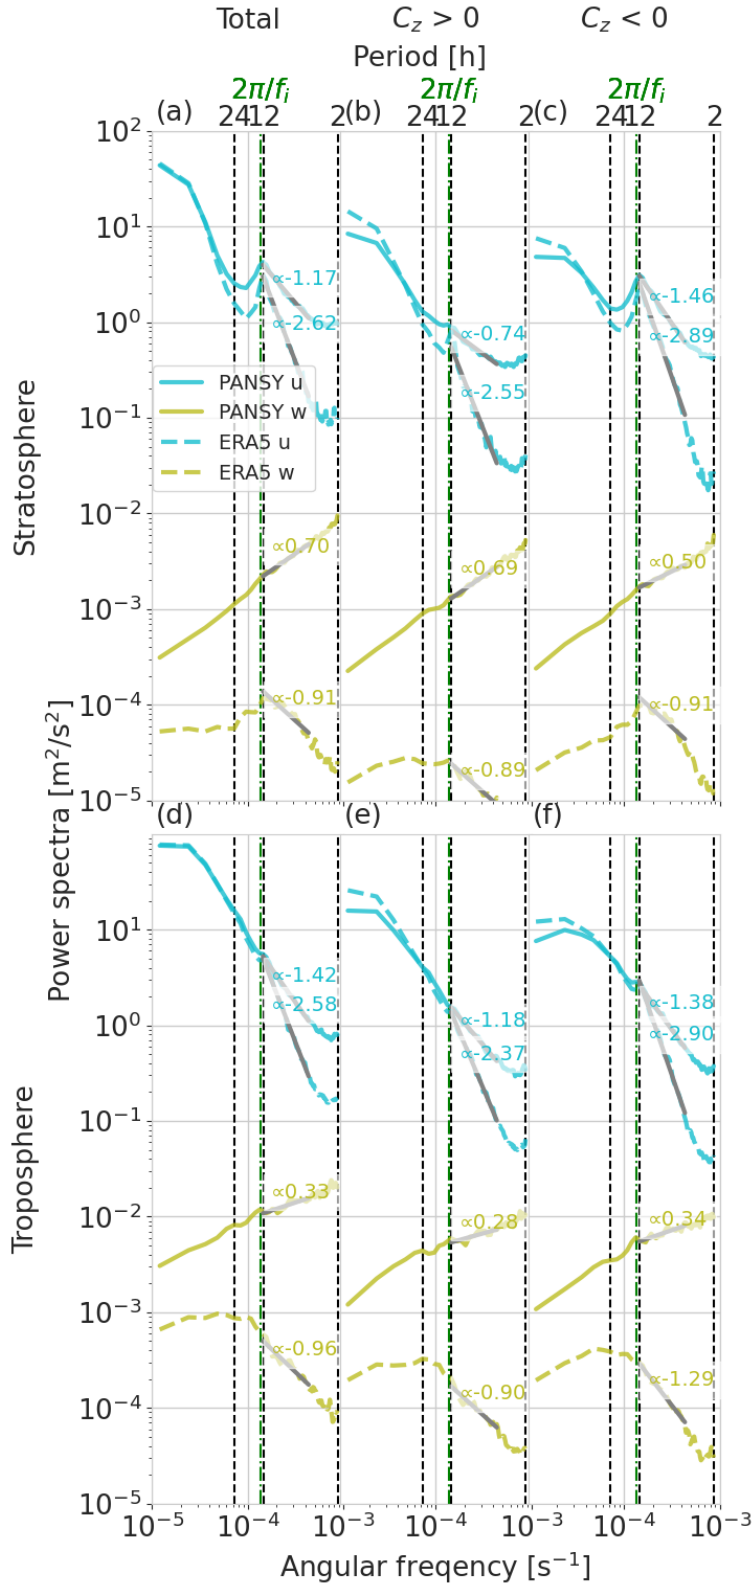 Total C_z > 0 C_z < 0
Period [h]
2π/f_i 2π/f_i 2π/f_i
(a) 24 12 2 (b) 24 12 2 (c) 24 12 2
10^2
10^1
∝-1.17 ∝-1.46
10^0 ∝-2.62 ∝-0.74 ∝-2.89
PANSY u ∝-2.55
10^-1 PANSY w
ERA5 u
ERA5 w
10^-2
∝0.70 ∝0.69 ∝0.50
10^-3
10^-4 ∝-0.91 ∝-0.91
∝-0.89
10^-5
Stratosphere
Power spectra [m^2/s^2]
Troposphere
(d) (e) (f)
10^1
∝-1.42 ∝-1.18 ∝-1.38
∝-2.58 ∝-2.37 ∝-2.90
10^0
10^-1
∝0.33 ∝0.28 ∝0.34
10^-2
10^-3
∝-0.96 ∝-0.90 ∝-1.29
10^-4
10^-5
10^-5 10^-4 10^-3 10^-4 10^-3 10^-4 10^-3
Angular freqency [s^-1]